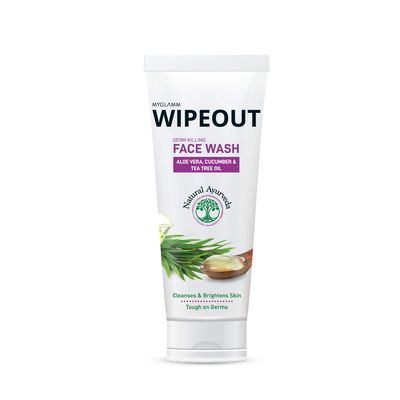 MYGLAMM
WIPEOUT
GERM KILLING
FACE WASH
ALOE VERA, CUCUMBER &
TEA TREE OIL
Natural Ayurveda
Cleanses & Brightens Skin
Tough on Germs